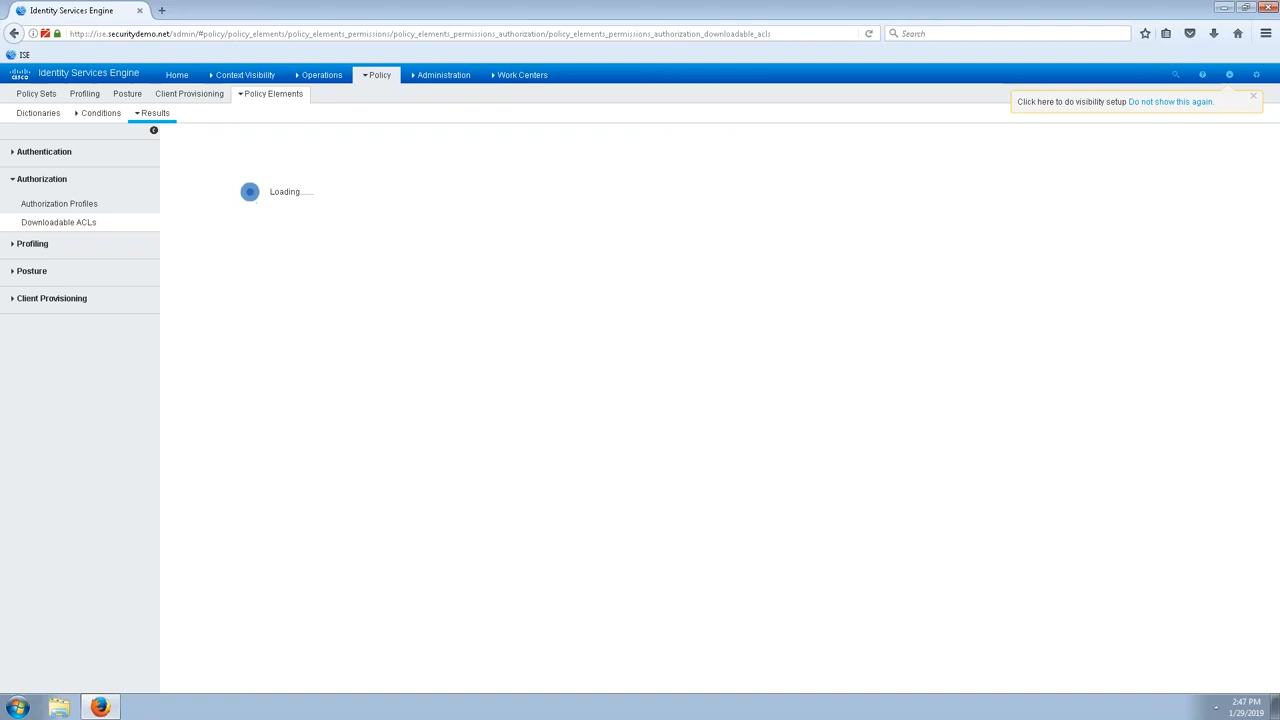 Identity Services Engine
https://ise.securitydemo.net/admin/#policy/policy_elements/policy_elements_permissions/policy_elements_permissions_authorization/policy_elements_permissions_authorization_downloadable_acls
Search
ISE
CISCO Identity Services Engine
Home Context Visibility Operations Policy Administration Work Centers
Policy Sets Profiling Posture Client Provisioning Policy Elements
Click here to do visibility setup Do not show this again.
Dictionaries Conditions Results
Authentication
Authorization
Loading......
Authorization Profiles
Downloadable ACLs
Profiling
Posture
Client Provisioning
2:47 PM
1/29/2019